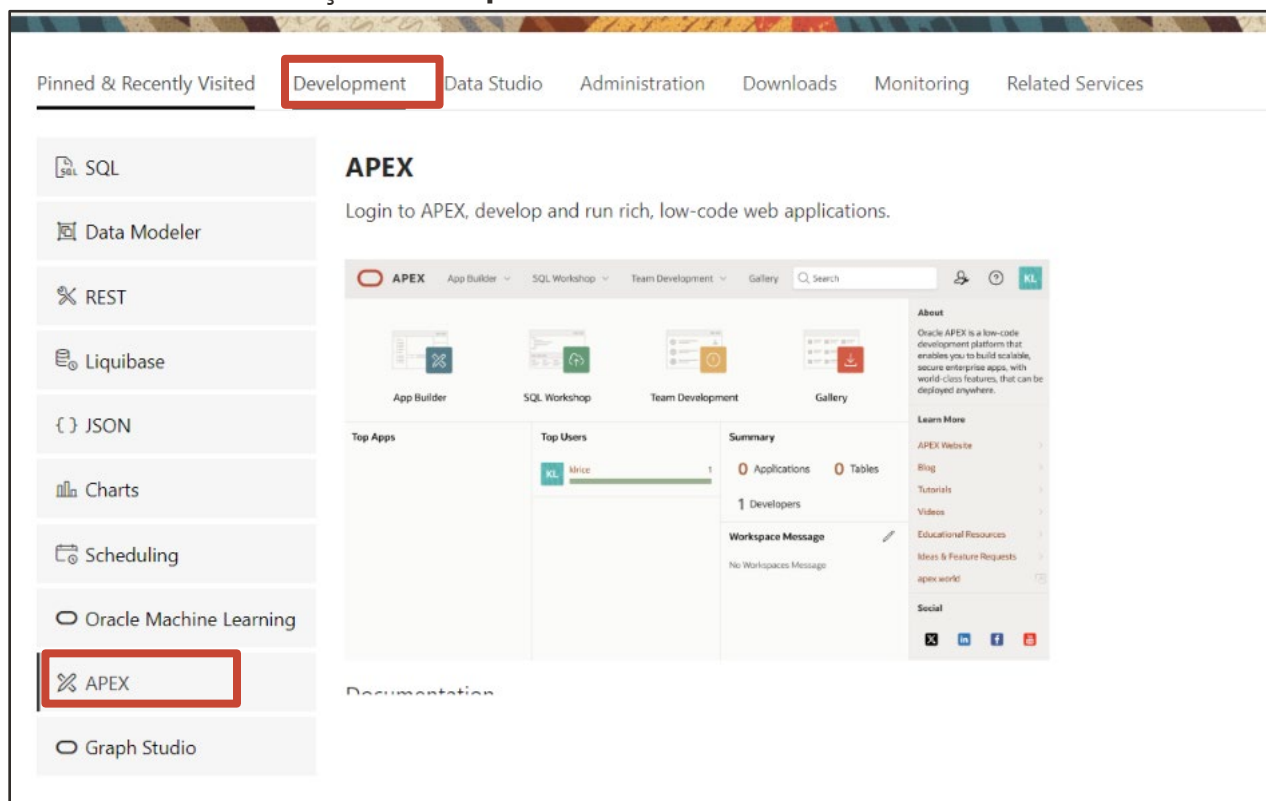 Pinned & Recently Visited Development Data Studio Administration Downloads Monitoring Related Services
SQL
Data Modeler
REST
Liquibase
{} JSON
Charts
Scheduling
Oracle Machine Learning
APEX
Graph Studio
APEX
Login to APEX, develop and run rich, low-code web applications.
APEX App Builder SQL Workshop Team Development Gallery Search KL
App Builder SQL Workshop Team Development Gallery
Top Apps
Top Users
KL klrice 1
Summary
0 Applications 0 Tables
1 Developers
Workspace Message
No Workspaces Message
About
Oracle APEX is a low-code
development platform that
enables you to build scalable,
secure enterprise apps, with
world-class features, that can be
deployed anywhere.
Learn More
APEX Website
Blog
Tutorials
Videos
Educational Resources
Ideas & Feature Requests
apex.world
Social
Documentation